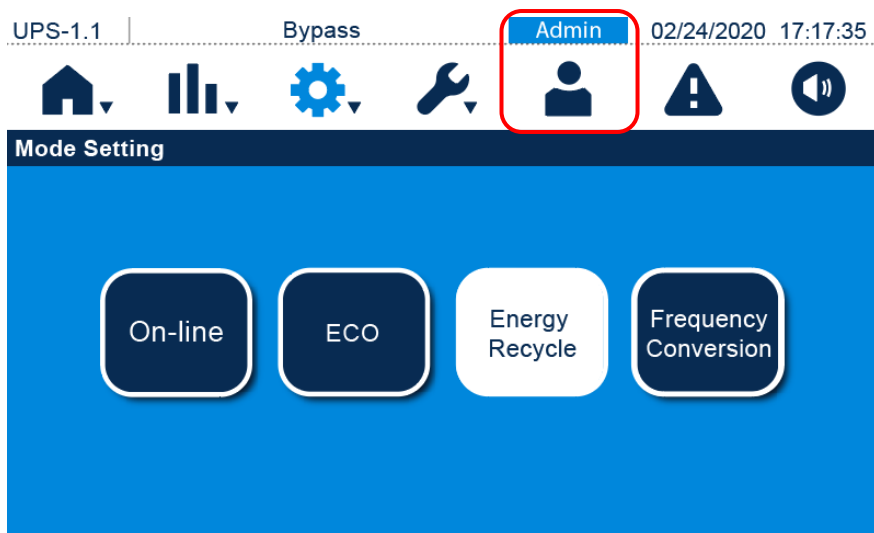 UPS-1.1 Bypass Admin 02/24/2020 17:17:35
Mode Setting
On-line
ECO
Energy
Recycle
Frequency
Conversion